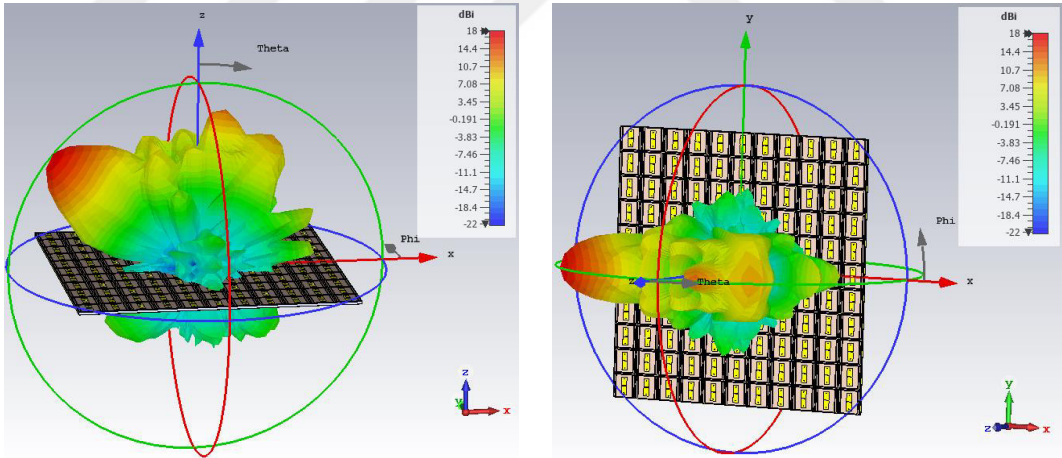 z
Theta
Phi
x
dBi
18
14.4
10.7
7.08
3.45
-0.191
-3.83
-7.46
-11.1
-14.7
-18.4
-22
z
y
x
y
Phi
x
z
Theta
dBi
18
14.4
10.7
7.08
3.45
-0.191
-3.83
-7.46
-11.1
-14.7
-18.4
-22
y
z
x